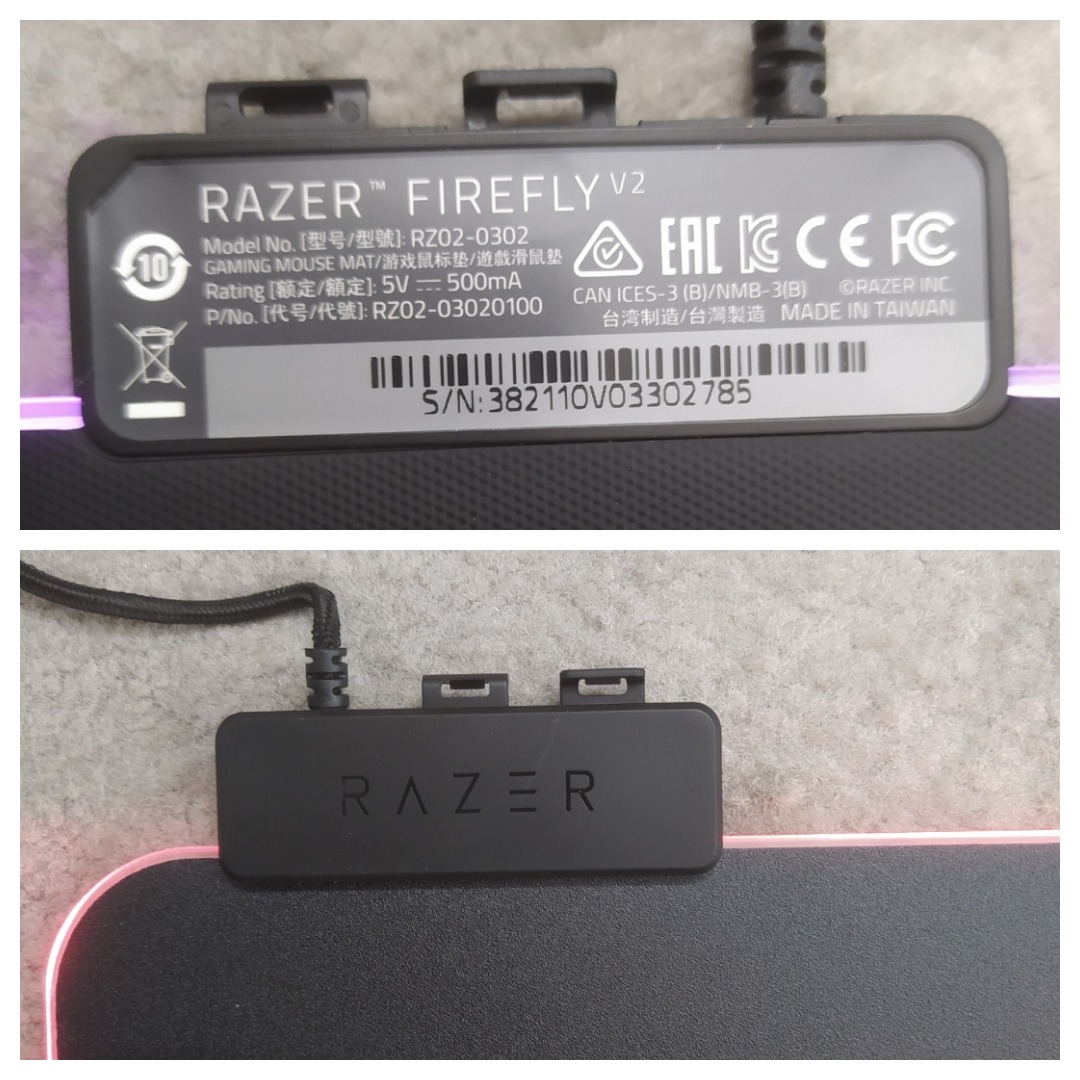 RAZER™ FIREFLY V2
Model No. [型号/型號]: RZ02-0302
GAMING MOUSE MAT/游戏鼠标垫/遊戲滑鼠墊
Rating [额定/額定]: 5V ⎓ 500mA
P/No. [代号/代號]: RZ02-03020100
10
EAC KC CE FC
CAN ICES-3 (B)/NMB-3(B) ©RAZER INC.
台湾制造/台灣製造 MADE IN TAIWAN
S/N: 382110V03302785
RAZER